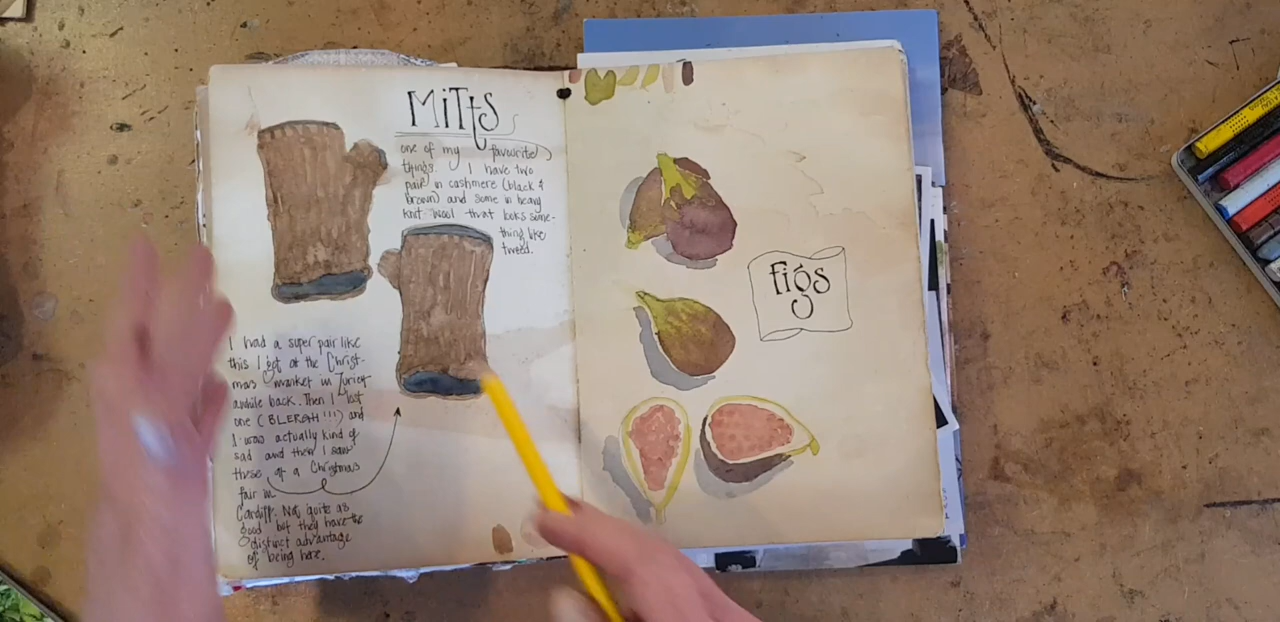 MiTts
one of my favourite
things. I have two
pair in cashmere (black &
brown) and some in heavy
knit wool that looks some-
thing like
tweed.
I had a super pair like
this I got at the Christ-
mas market in Zurich
awhile back. Then I lost
one (BLERGH!!!) and
I was actually kind of
sad and then I saw
these at a Christmas
fair in
Cardiff. Not quite as
good but they have the
distinct advantage
of being here.
figs